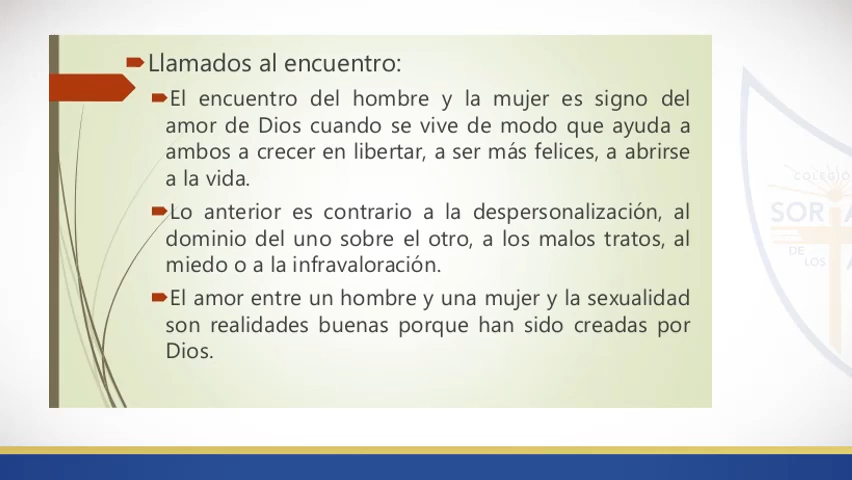 Llamados al encuentro:
El encuentro del hombre y la mujer es signo del
amor de Dios cuando se vive de modo que ayuda a
ambos a crecer en libertar, a ser más felices, a abrirse
a la vida.
Lo anterior es contrario a la despersonalización, al
dominio del uno sobre el otro, a los malos tratos, al
miedo o a la infravaloración.
El amor entre un hombre y una mujer y la sexualidad
son realidades buenas porque han sido creadas por
Dios.
COLEGIO
SOR
DE
LOS